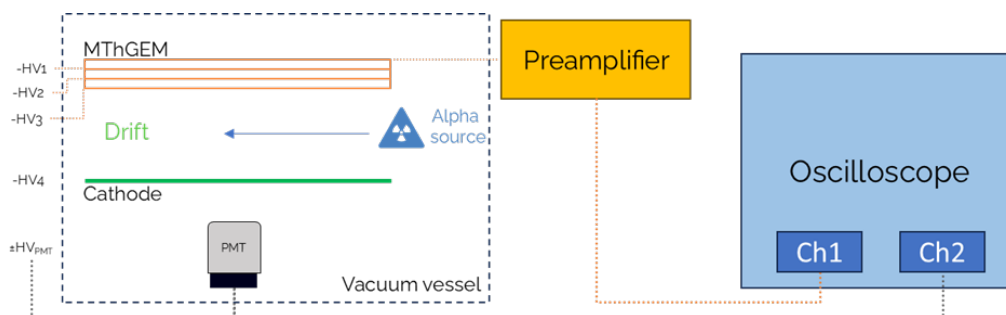 MThGEM
-HV1
-HV2
-HV3
Drift
Alpha
source
-HV4
Cathode
±HVPMT
PMT
Vacuum vessel
Preamplifier
Oscilloscope
Ch1
Ch2